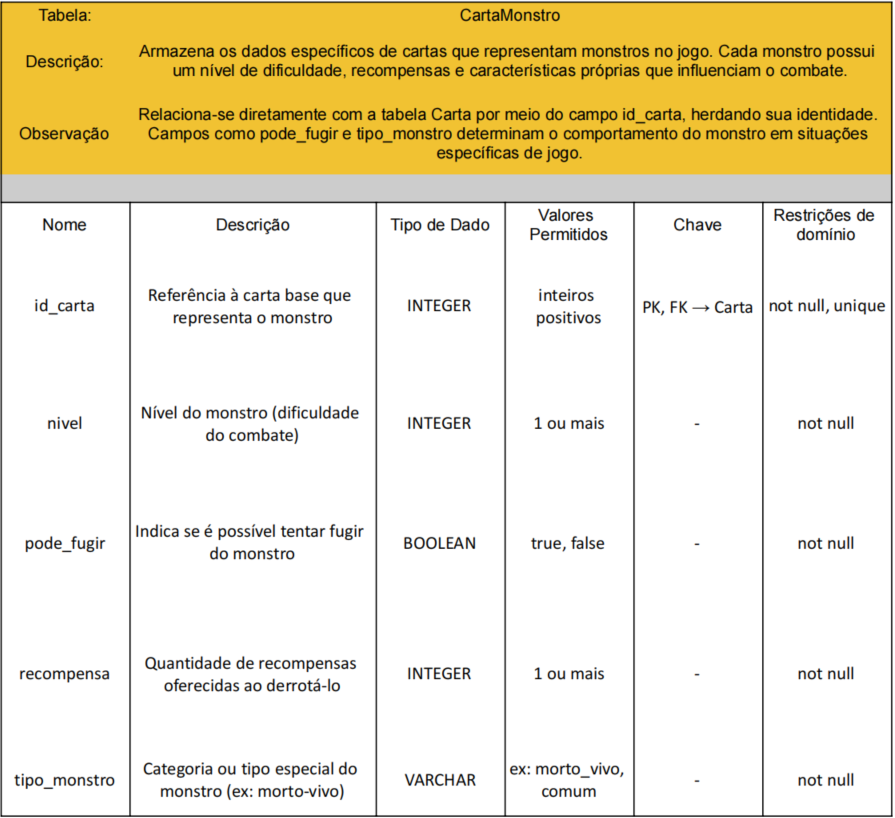 Tabela:
CartaMonstro
Descrição:
Armazena os dados específicos de cartas que representam monstros no jogo. Cada monstro possui
um nível de dificuldade, recompensas e características próprias que influenciam o combate.
Observação
Relaciona-se diretamente com a tabela Carta por meio do campo id_carta, herdando sua identidade.
Campos como pode_fugir e tipo_monstro determinam o comportamento do monstro em situações
específicas de jogo.
Nome
Descrição
Tipo de Dado
Valores
Permitidos
Chave
Restrições de
domínio
id_carta
Referência à carta base que
representa o monstro
INTEGER
inteiros
positivos
PK, FK → Carta
not null, unique
nivel
Nível do monstro (dificuldade
do combate)
INTEGER
1 ou mais
-
not null
pode_fugir
Indica se é possível tentar fugir
do monstro
BOOLEAN
true, false
-
not null
recompensa
Quantidade de recompensas
oferecidas ao derrotá-lo
INTEGER
1 ou mais
-
not null
tipo_monstro
Categoria ou tipo especial do
monstro (ex: morto-vivo)
VARCHAR
ex: morto_vivo,
comum
-
not null